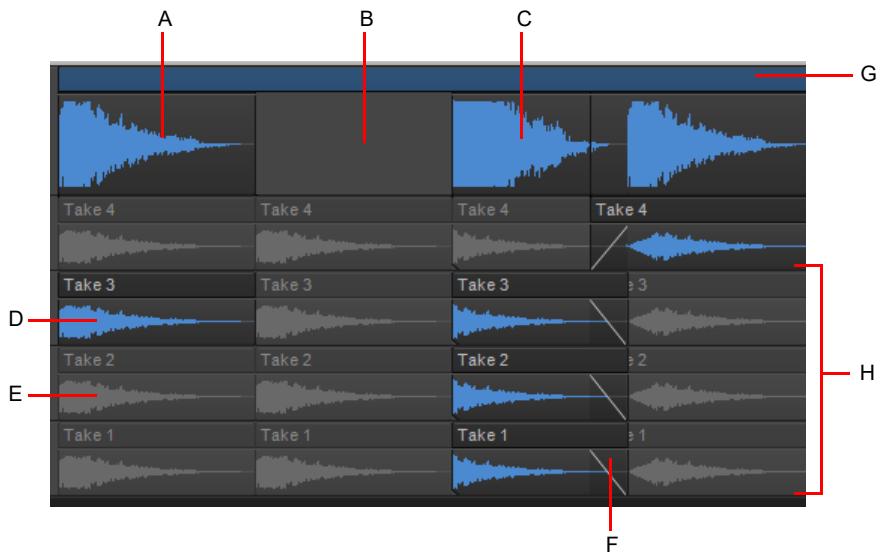 A
B
C
G
Take 4
Take 4
Take 4
Take 4
Take 3
Take 3
Take 3
e 3
D
Take 2
Take 2
Take 2
e 2
H
E
Take 1
Take 1
Take 1
e 1
F